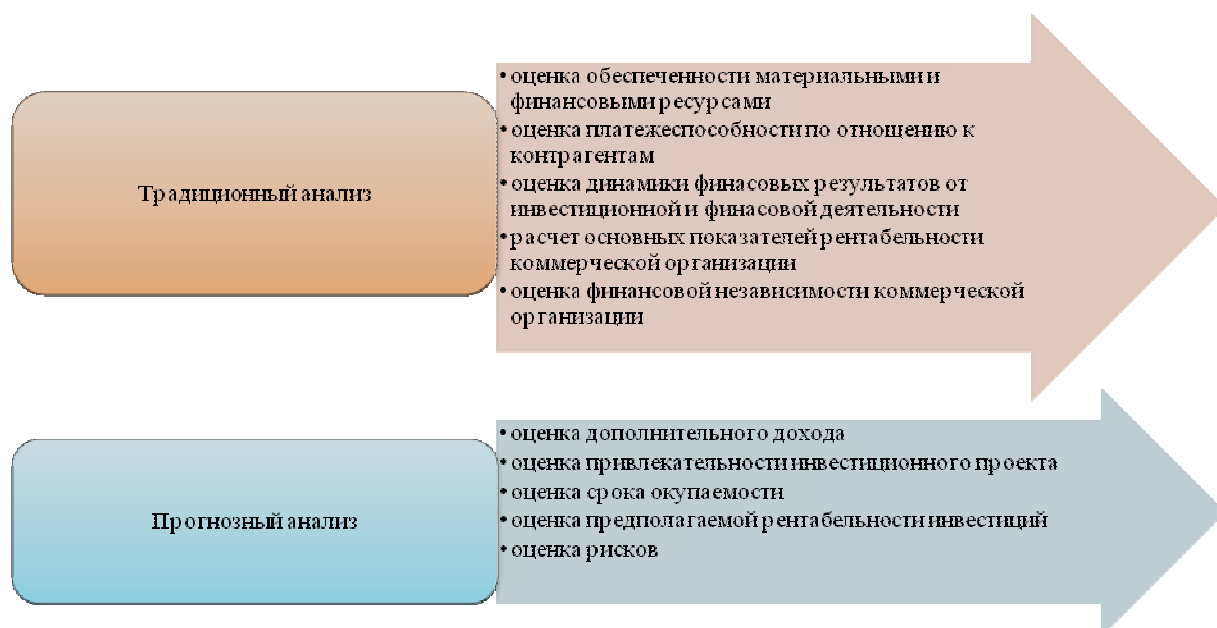 Традиционный анализ
• оценка обеспеченности материальными и
финансовыми ресурсами
• оценка платежеспособности по отношению к
контрагентам
• оценка динамики финасовых результатов от
инвестиционной и финасовой деятельности
• расчет основных показателей рентабельности
коммерческой организации
• оценка финансовой независимости коммерческой
организации
Прогнозный анализ
• оценка дополнительного дохода
• оценка привлекательности инвестиционного проекта
• оценка срока окупаемости
• оценка предполагаемой рентабельности инвестиций
• оценка рисков